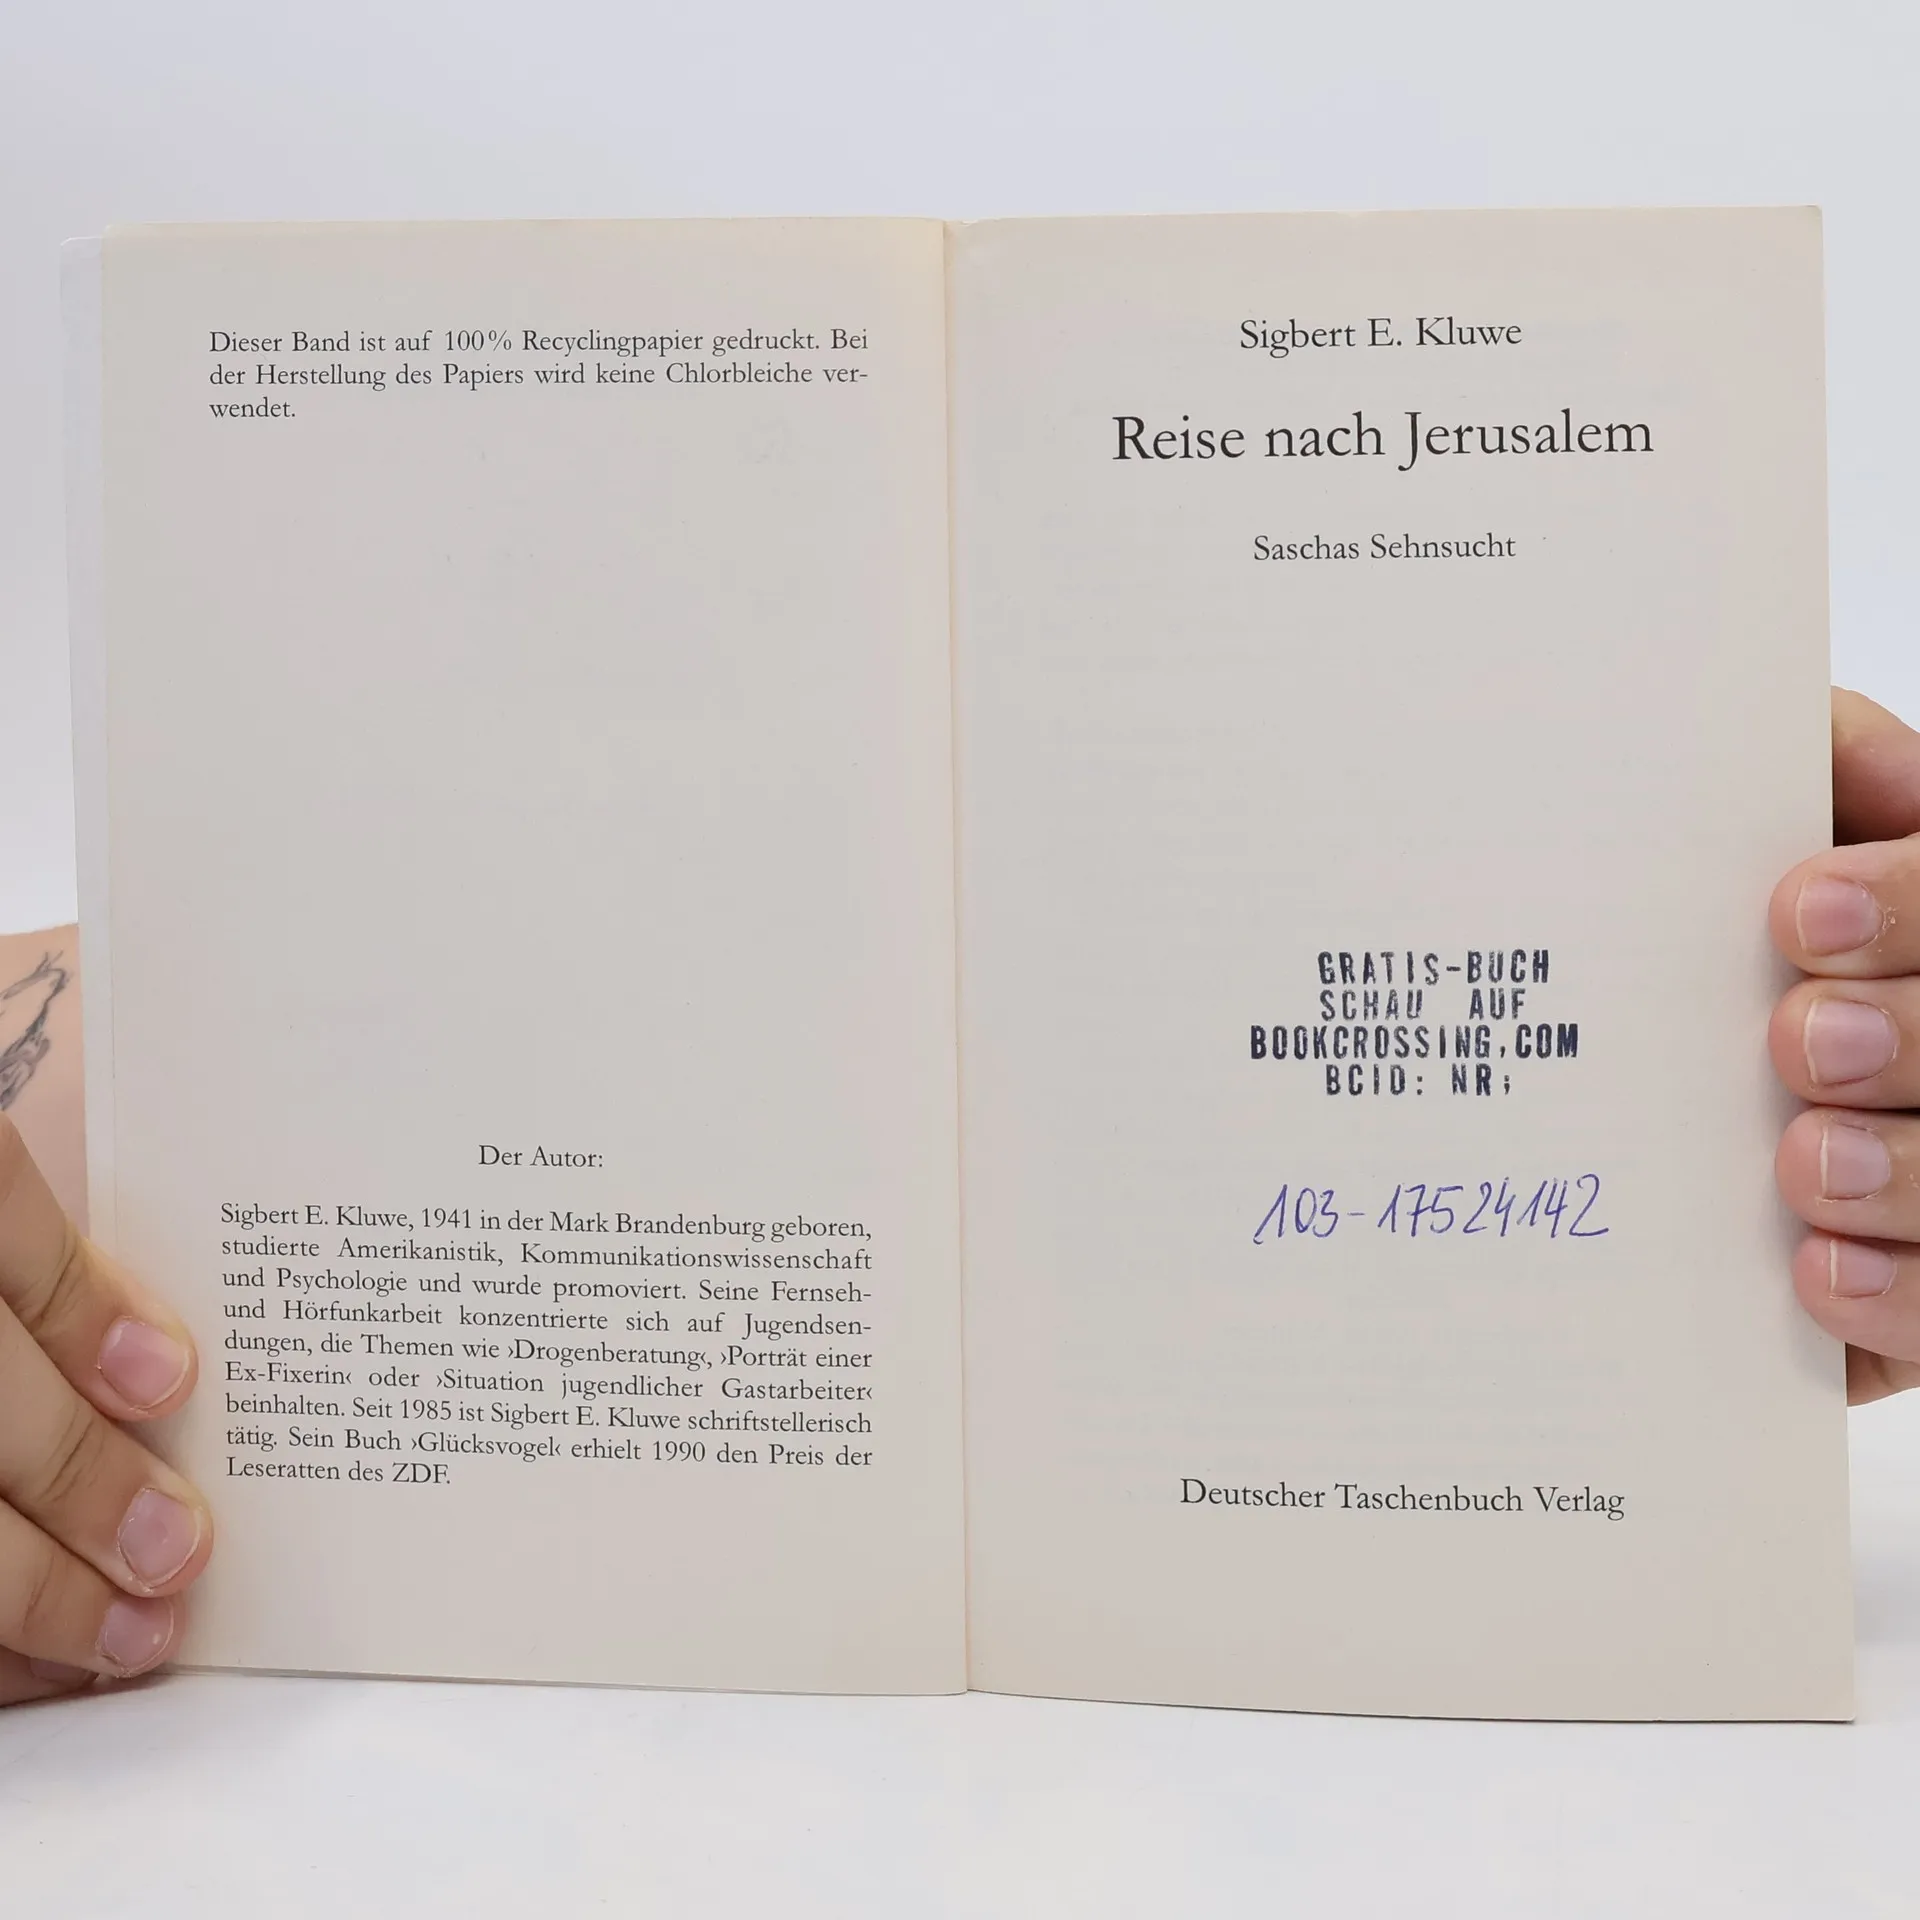 Dieser Band ist auf 100% Recyclingpapier gedruckt. Bei
der Herstellung des Papiers wird keine Chlorbleiche ver-
wendet.
Der Autor:
Sigbert E. Kluwe, 1941 in der Mark Brandenburg geboren,
studierte Amerikanistik, Kommunikationswissenschaft
und Psychologie und wurde promoviert. Seine Fernseh-
und Hörfunkarbeit konzentrierte sich auf Jugendsen-
dungen, die Themen wie ›Drogenberatung‹, ›Porträt einer
Ex-Fixerin‹ oder ›Situation jugendlicher Gastarbeiter‹
beinhalten. Seit 1985 ist Sigbert E. Kluwe schriftstellerisch
tätig. Sein Buch ›Glücksvogel‹ erhielt 1990 den Preis der
Leseratten des ZDF.
Sigbert E. Kluwe
Reise nach Jerusalem
Saschas Sehnsucht
GRATIS-BUCH
SCHAU AUF
BOOKCROSSING.COM
BCID: NR;
103-17524142
Deutscher Taschenbuch Verlag